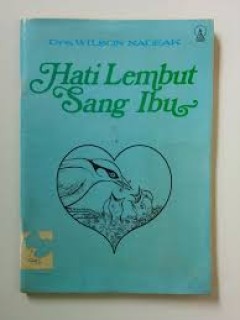 Drs. WILSON NADEAK
Hati Lembut
Sang Ibu